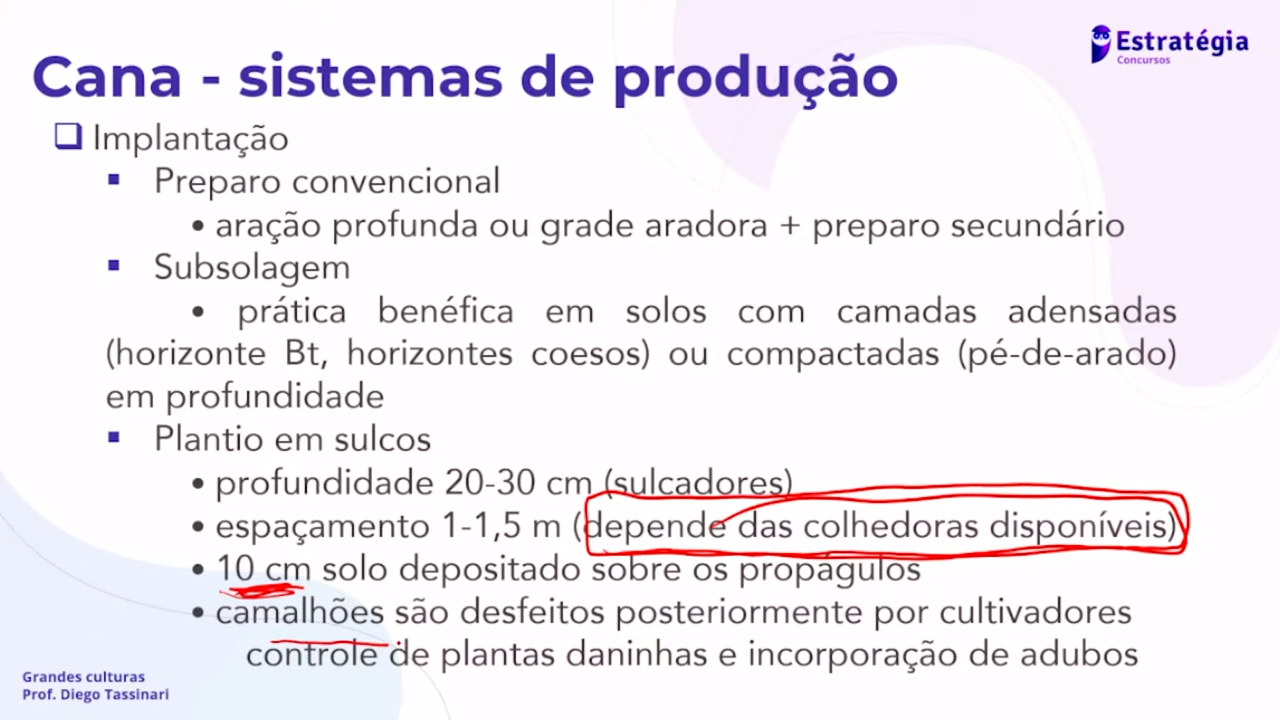 Estratégia
Concursos
Cana - sistemas de produção
Implantação
Preparo convencional
• aração profunda ou grade aradora + preparo secundário
Subsolagem
• prática benéfica em solos com camadas adensadas
(horizonte Bt, horizontes coesos) ou compactadas (pé-de-arado)
em profundidade
Plantio em sulcos
• profundidade 20-30 cm (sulcadores)
• espaçamento 1-1,5 m (depende das colhedoras disponíveis)
• 10 cm solo depositado sobre os propágulos
• camalhões são desfeitos posteriormente por cultivadores
controle de plantas daninhas e incorporação de adubos
Grandes culturas
Prof. Diego Tassinari